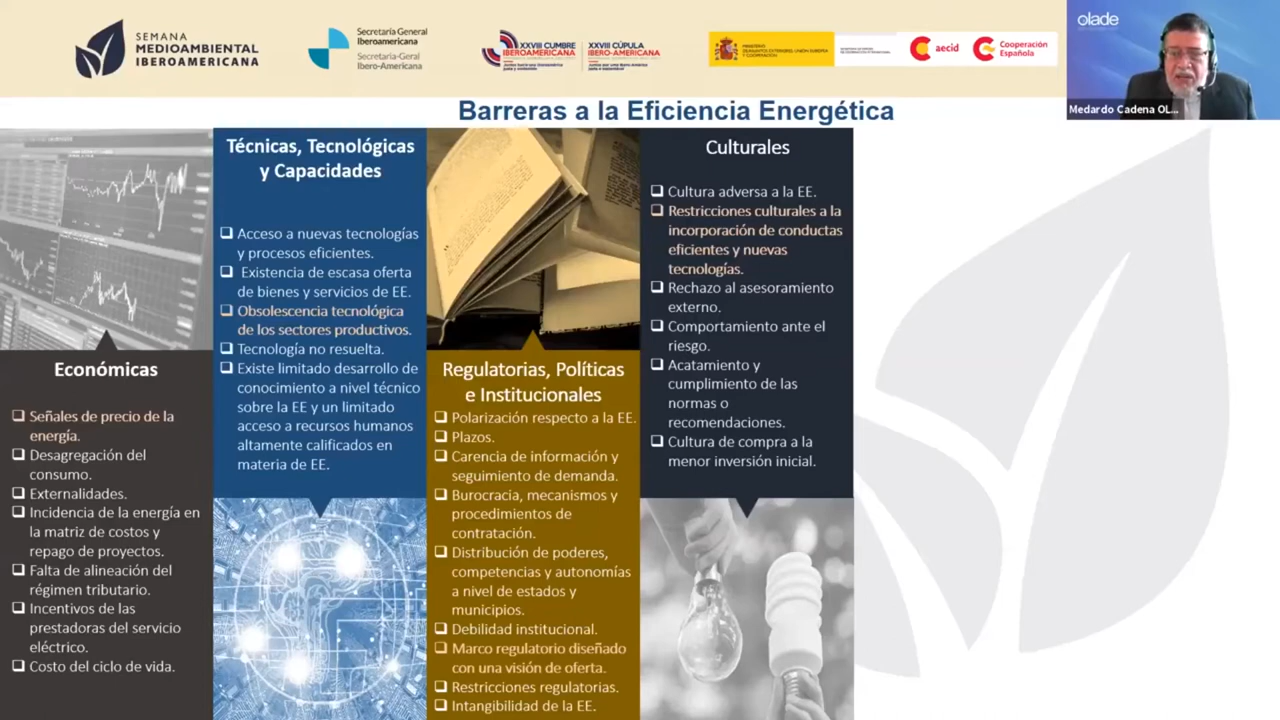 SEMANA
MEDIOAMBIENTAL
IBEROAMERICANA
Secretaría General
Iberoamericana
Secretaria-Geral
Ibero-Americana
XXVIII CUMBRE
IBEROAMERICANA
XXVIII CÚPULA
IBERO-AMERICANA
aecid
Cooperación
Española
olade
Medardo Cadena OL...
Barreras a la Eficiencia Energética
Económicas
❑ Señales de precio de la
energía.
❑ Desagregación del
consumo.
❑ Externalidades.
❑ Incidencia de la energía en
la matriz de costos y
repago de proyectos.
❑ Falta de alineación del
régimen tributario.
❑ Incentivos de las
prestadoras del servicio
eléctrico.
❑ Costo del ciclo de vida.
Técnicas, Tecnológicas
y Capacidades
❑ Acceso a nuevas tecnologías
y procesos eficientes.
❑ Existencia de escasa oferta
de bienes y servicios de EE.
❑ Obsolescencia tecnológica
de los sectores productivos.
❑ Tecnología no resuelta.
❑ Existe limitado desarrollo de
conocimiento a nivel técnico
sobre la EE y un limitado
acceso a recursos humanos
altamente calificados en
materia de EE.
Regulatorias, Políticas
e Institucionales
❑ Polarización respecto a la EE.
❑ Plazos.
❑ Carencia de información y
seguimiento de demanda.
❑ Burocracia, mecanismos y
procedimientos de
contratación.
❑ Distribución de poderes,
competencias y autonomías
a nivel de estados y
municipios.
❑ Debilidad institucional.
❑ Marco regulatorio diseñado
con una visión de oferta.
❑ Restricciones regulatorias.
❑ Intangibilidad de la EE.
Culturales
❑ Cultura adversa a la EE.
❑ Restricciones culturales a la
incorporación de conductas
eficientes y nuevas
tecnologías.
❑ Rechazo al asesoramiento
externo.
❑ Comportamiento ante el
riesgo.
❑ Acatamiento y
cumplimiento de las
normas o
recomendaciones.
❑ Cultura de compra a la
menor inversión inicial.